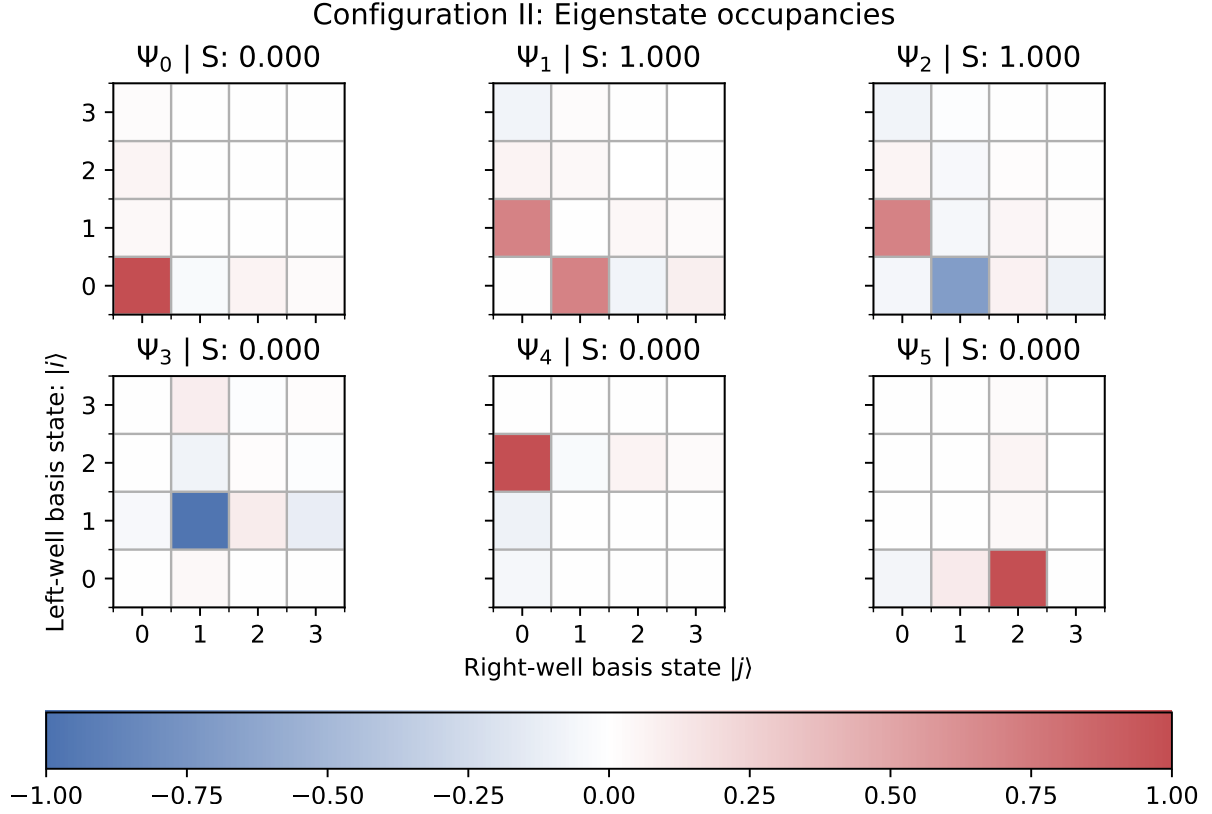 Configuration II: Eigenstate occupancies
Ψ₀ | S: 0.000
Ψ₁ | S: 1.000
Ψ₂ | S: 1.000
3
2
1
0
Ψ₃ | S: 0.000
Ψ₄ | S: 0.000
Ψ₅ | S: 0.000
Left-well basis state: |i⟩
3
2
1
0
0 1 2 3
0 1 2 3
0 1 2 3
Right-well basis state |j⟩
−1.00 −0.75 −0.50 −0.25 0.00 0.25 0.50 0.75 1.00